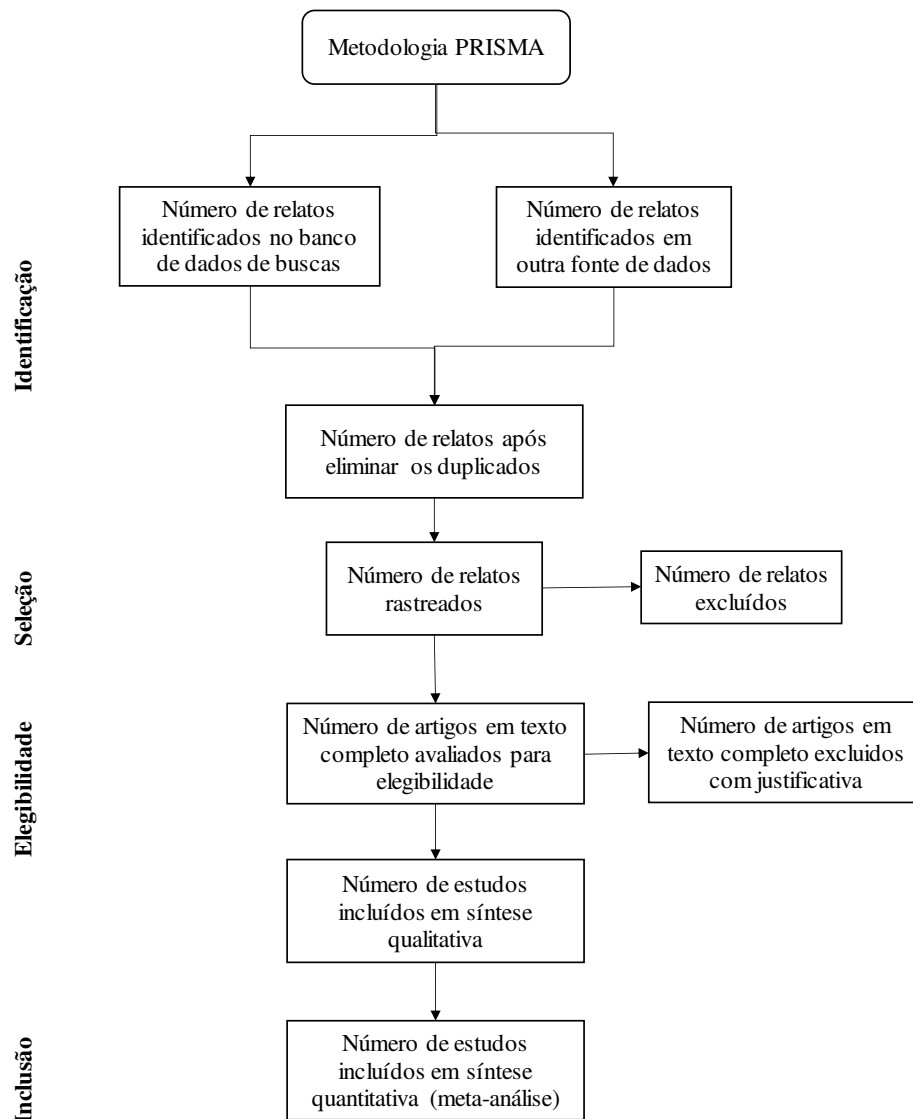 Metodologia PRISMA
Identificação
Número de relatos
identificados no banco
de dados de buscas
Número de relatos
identificados em
outra fonte de dados
Número de relatos após
eliminar os duplicados
Seleção
Número de relatos
rastreados
Número de relatos
excluídos
Elegibilidade
Número de artigos em texto
completo avaliados para
elegibilidade
Número de artigos em
texto completo excluidos
com justificativa
Número de estudos
incluídos em síntese
qualitativa
Inclusão
Número de estudos
incluídos em síntese
quantitativa (meta-análise)